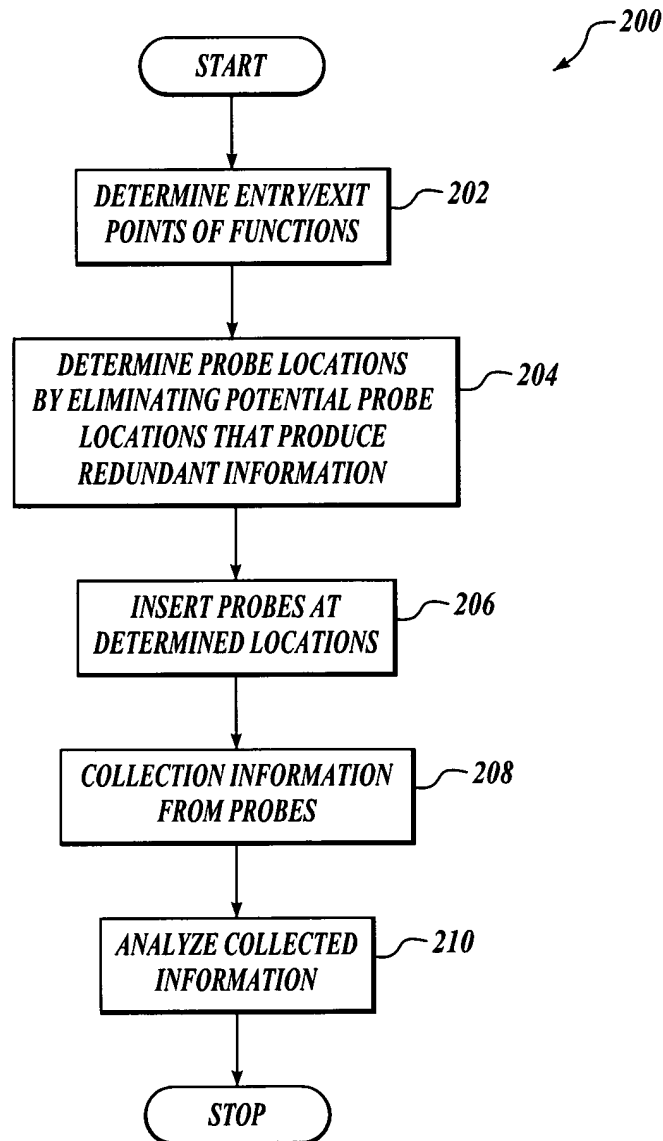 200
START
DETERMINE ENTRY/EXIT
POINTS OF FUNCTIONS
202
DETERMINE PROBE LOCATIONS
BY ELIMINATING POTENTIAL PROBE
LOCATIONS THAT PRODUCE
REDUNDANT INFORMATION
204
INSERT PROBES AT
DETERMINED LOCATIONS
206
COLLECTION INFORMATION
FROM PROBES
208
ANALYZE COLLECTED
INFORMATION
210
STOP